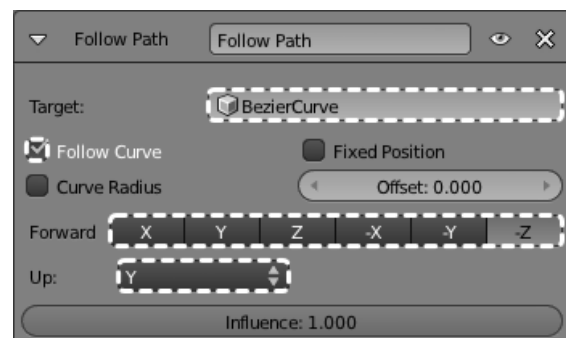 Follow Path Follow Path
Target: BezierCurve
Follow Curve Fixed Position
Curve Radius Offset: 0.000
Forward X Y Z -X -Y -Z
Up: Y
Influence: 1.000